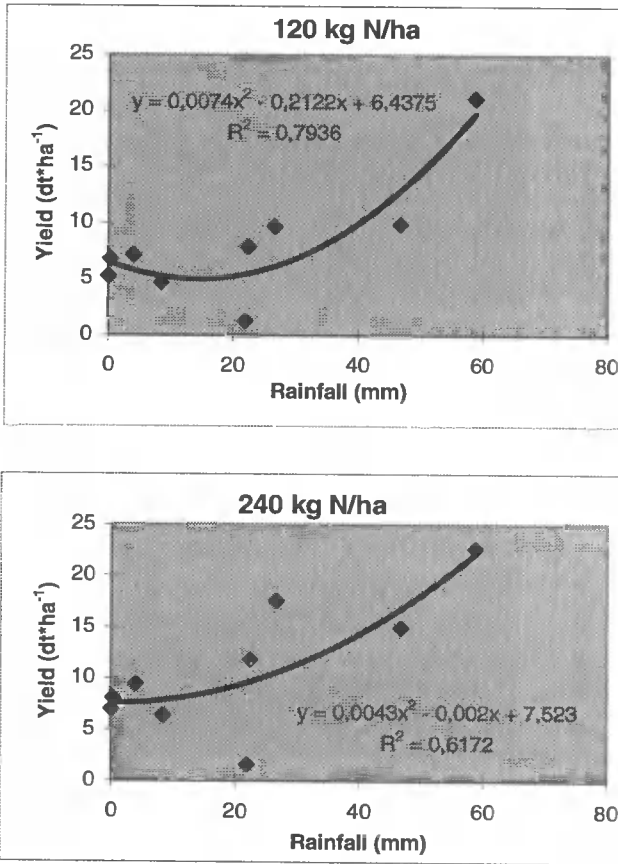 120 kg N/ha
25
20
15
10
5
0
Yield (dt*ha⁻¹)
y = 0,0074x² - 0,2122x + 6,4375
R² = 0,7936
0 20 40 60 80
Rainfall (mm)
240 kg N/ha
25
20
15
10
5
0
Yield (dt*ha⁻¹)
y = 0,0043x² - 0,002x + 7,523
R² = 0,6172
0 20 40 60 80
Rainfall (mm)